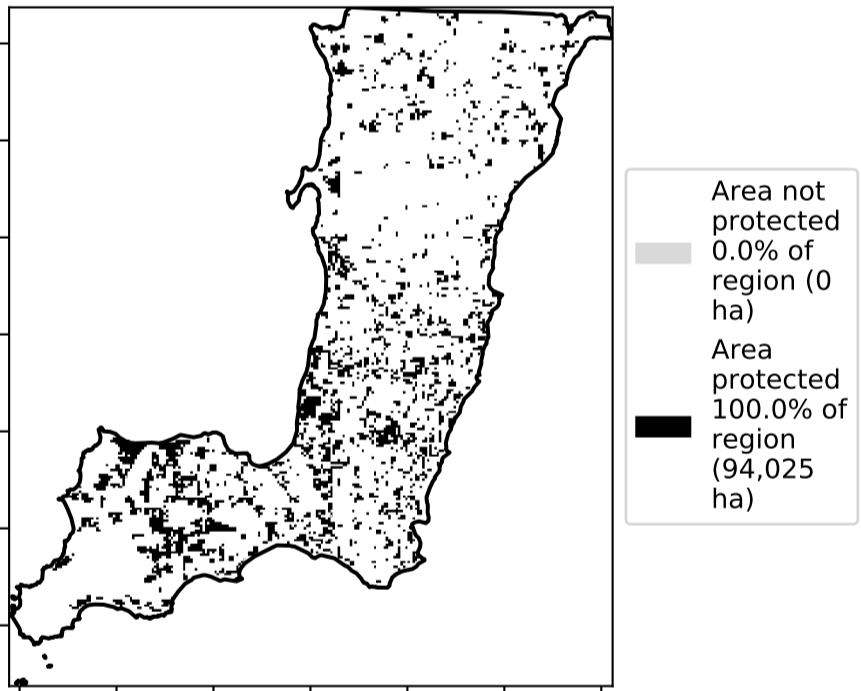 Area not
protected
0.0% of
region (0
ha)
Area
protected
100.0% of
region
(94,025
ha)